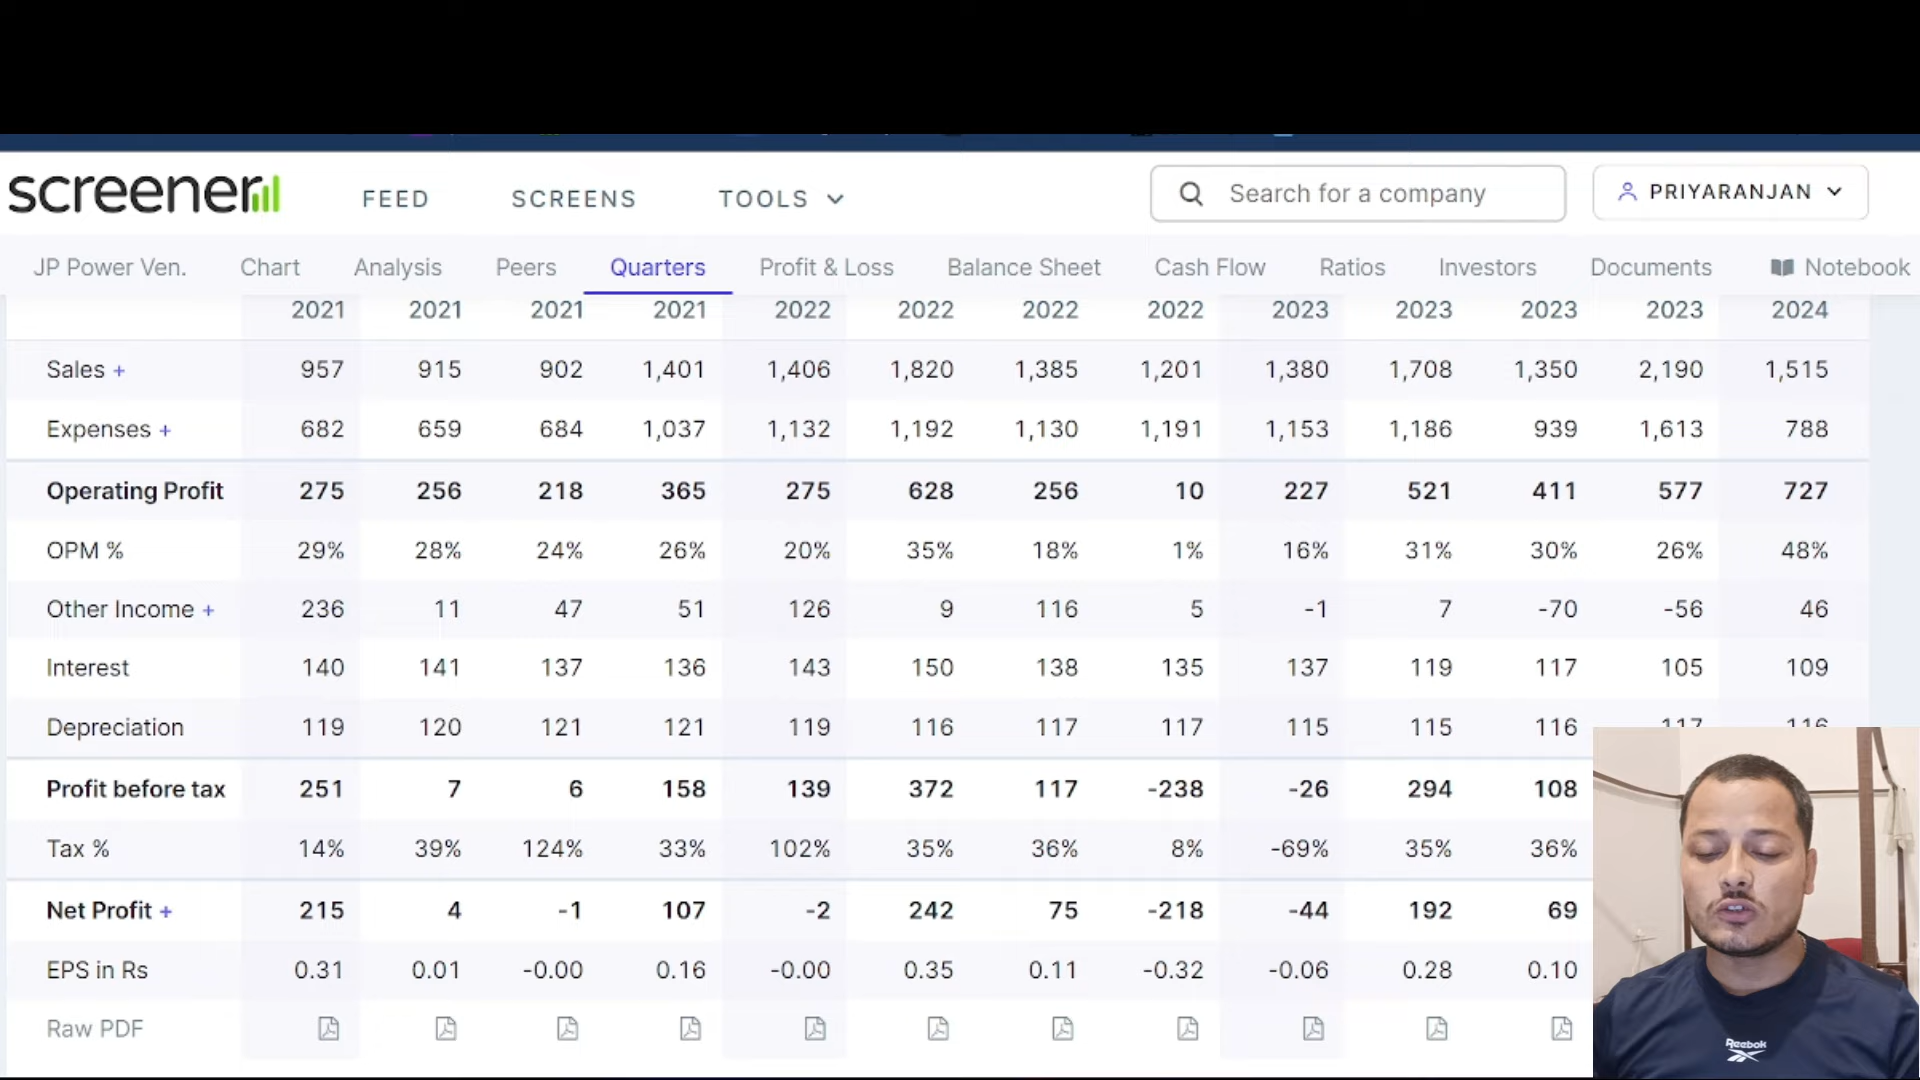 screener FEED SCREENS TOOLS Search for a company PRIYARANJAN
JP Power Ven. Chart Analysis Peers Quarters Profit & Loss Balance Sheet Cash Flow Ratios Investors Documents Notebook
2021 2021 2021 2021 2022 2022 2022 2022 2023 2023 2023 2023 2024
Sales + 957 915 902 1,401 1,406 1,820 1,385 1,201 1,380 1,708 1,350 2,190 1,515
Expenses + 682 659 684 1,037 1,132 1,192 1,130 1,191 1,153 1,186 939 1,613 788
Operating Profit 275 256 218 365 275 628 256 10 227 521 411 577 727
OPM % 29% 28% 24% 26% 20% 35% 18% 1% 16% 31% 30% 26% 48%
Other Income + 236 11 47 51 126 9 116 5 -1 7 -70 -56 46
Interest 140 141 137 136 143 150 138 135 137 119 117 105 109
Depreciation 119 120 121 121 119 116 117 117 115 115 116 117 116
Profit before tax 251 7 6 158 139 372 117 -238 -26 294 108
Tax % 14% 39% 124% 33% 102% 35% 36% 8% -69% 35% 36%
Net Profit + 215 4 -1 107 -2 242 75 -218 -44 192 69
EPS in Rs 0.31 0.01 -0.00 0.16 -0.00 0.35 0.11 -0.32 -0.06 0.28 0.10
Raw PDF
Reebok